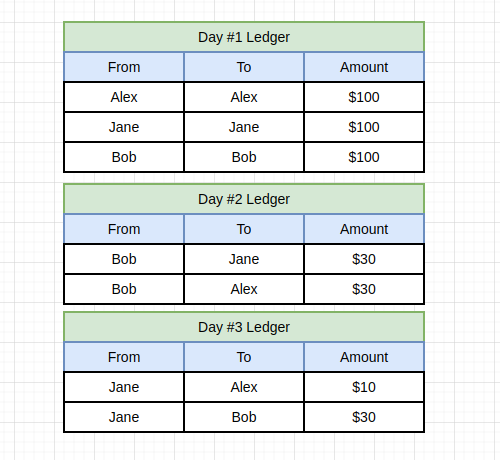 Day #1 Ledger
From To Amount
Alex Alex $100
Jane Jane $100
Bob Bob $100
Day #2 Ledger
From To Amount
Bob Jane $30
Bob Alex $30
Day #3 Ledger
From To Amount
Jane Alex $10
Jane Bob $30